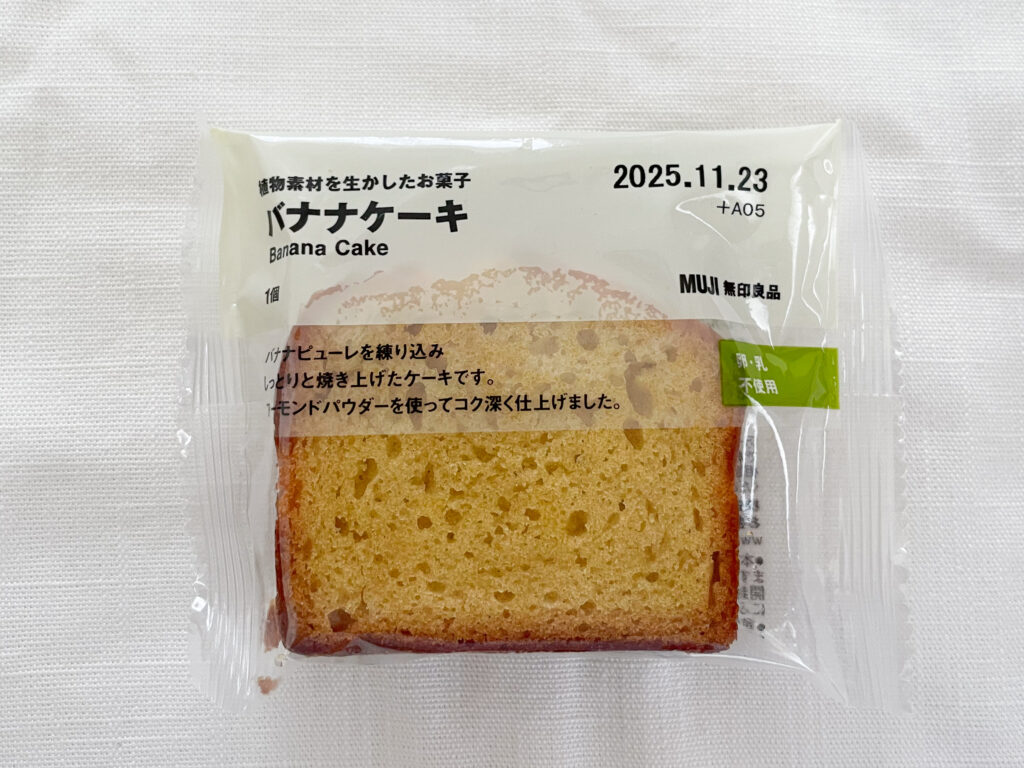 植物素材を生かしたお菓子
バナナケーキ
Banana Cake
1個
2025.11.23
+A05
MUJI 無印良品
バナナピューレを練り込み
しっとりと焼き上げたケーキです。
アーモンドパウダーを使ってコク深く仕上げました。
卵・乳
不使用